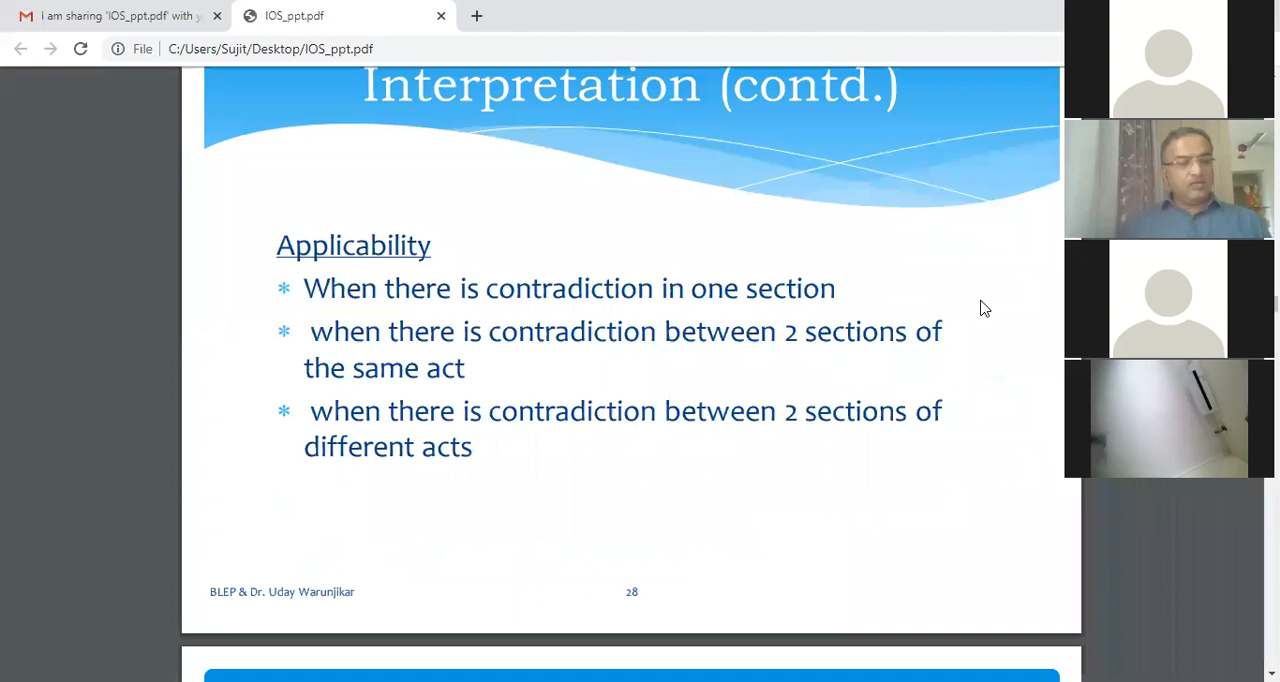 I am sharing 'IOS_ppt.pdf' with
IOS_ppt.pdf
File
C:/Users/Sujit/Desktop/IOS_ppt.pdf
Interpretation (contd.)
Applicability
* When there is contradiction in one section
* when there is contradiction between 2 sections of
the same act
* when there is contradiction between 2 sections of
different acts
BLEP & Dr. Uday Warunjikar
28